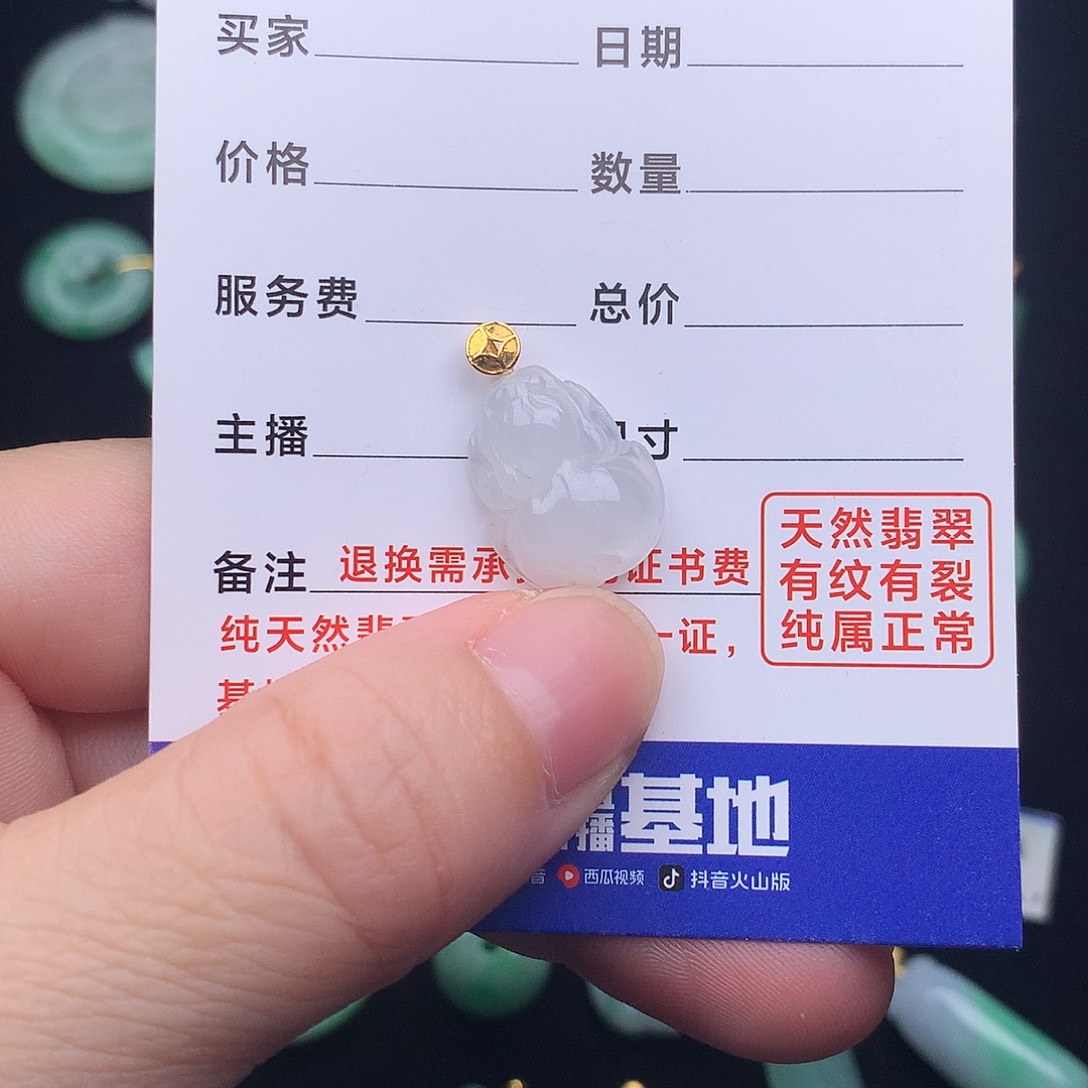 买家 日期
价格 数量
服务费 总价
主播 寸
备注 退换需承 证书费
纯天然 一证，
天然翡翠
有纹有裂
纯属正常
播基地
音 西瓜视频 抖音火山版